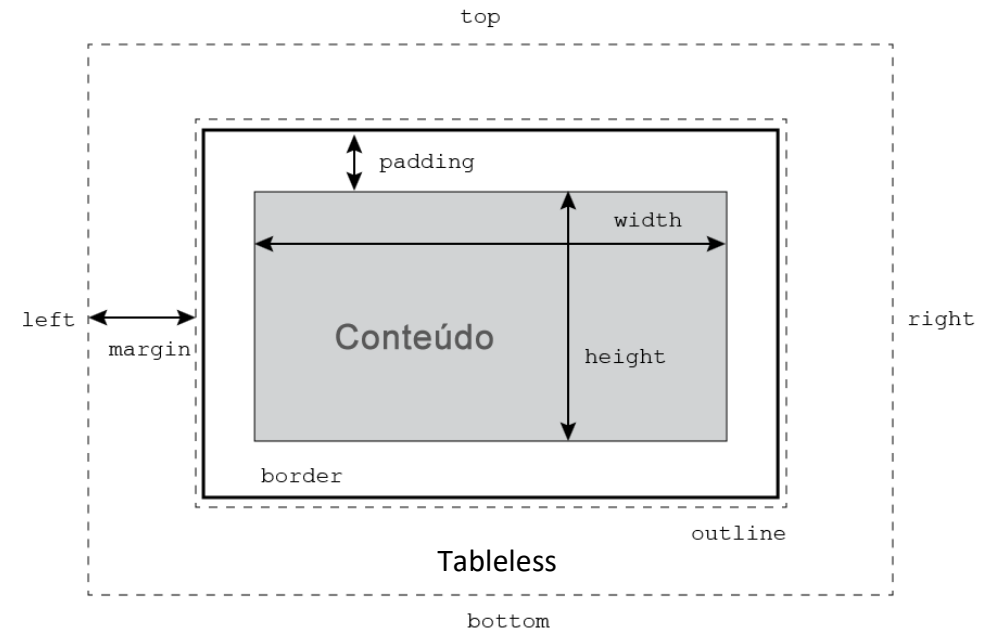 top
padding
width
left
right
margin
Conteúdo
height
border
outline
Tableless
bottom